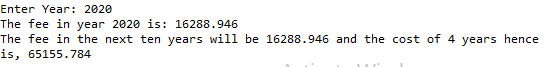 Enter Year: 2020
The fee in year 2020 is: 16288.946
The fee in the next ten years will be 16288.946 and the cost of 4 years hence
is, 65155.784